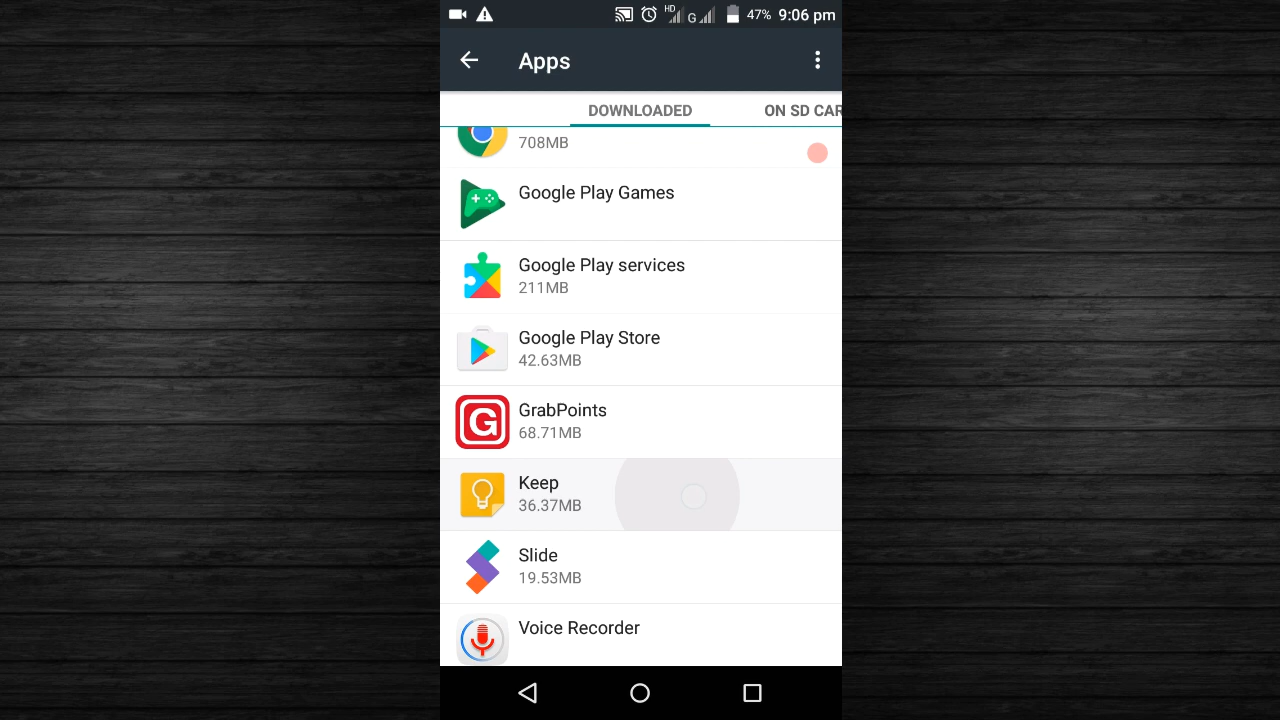 HD
G
47% 9:06 pm
Apps
DOWNLOADED
ON SD CAR
708MB
Google Play Games
Google Play services
211MB
Google Play Store
42.63MB
G
GrabPoints
68.71MB
Keep
36.37MB
Slide
19.53MB
Voice Recorder